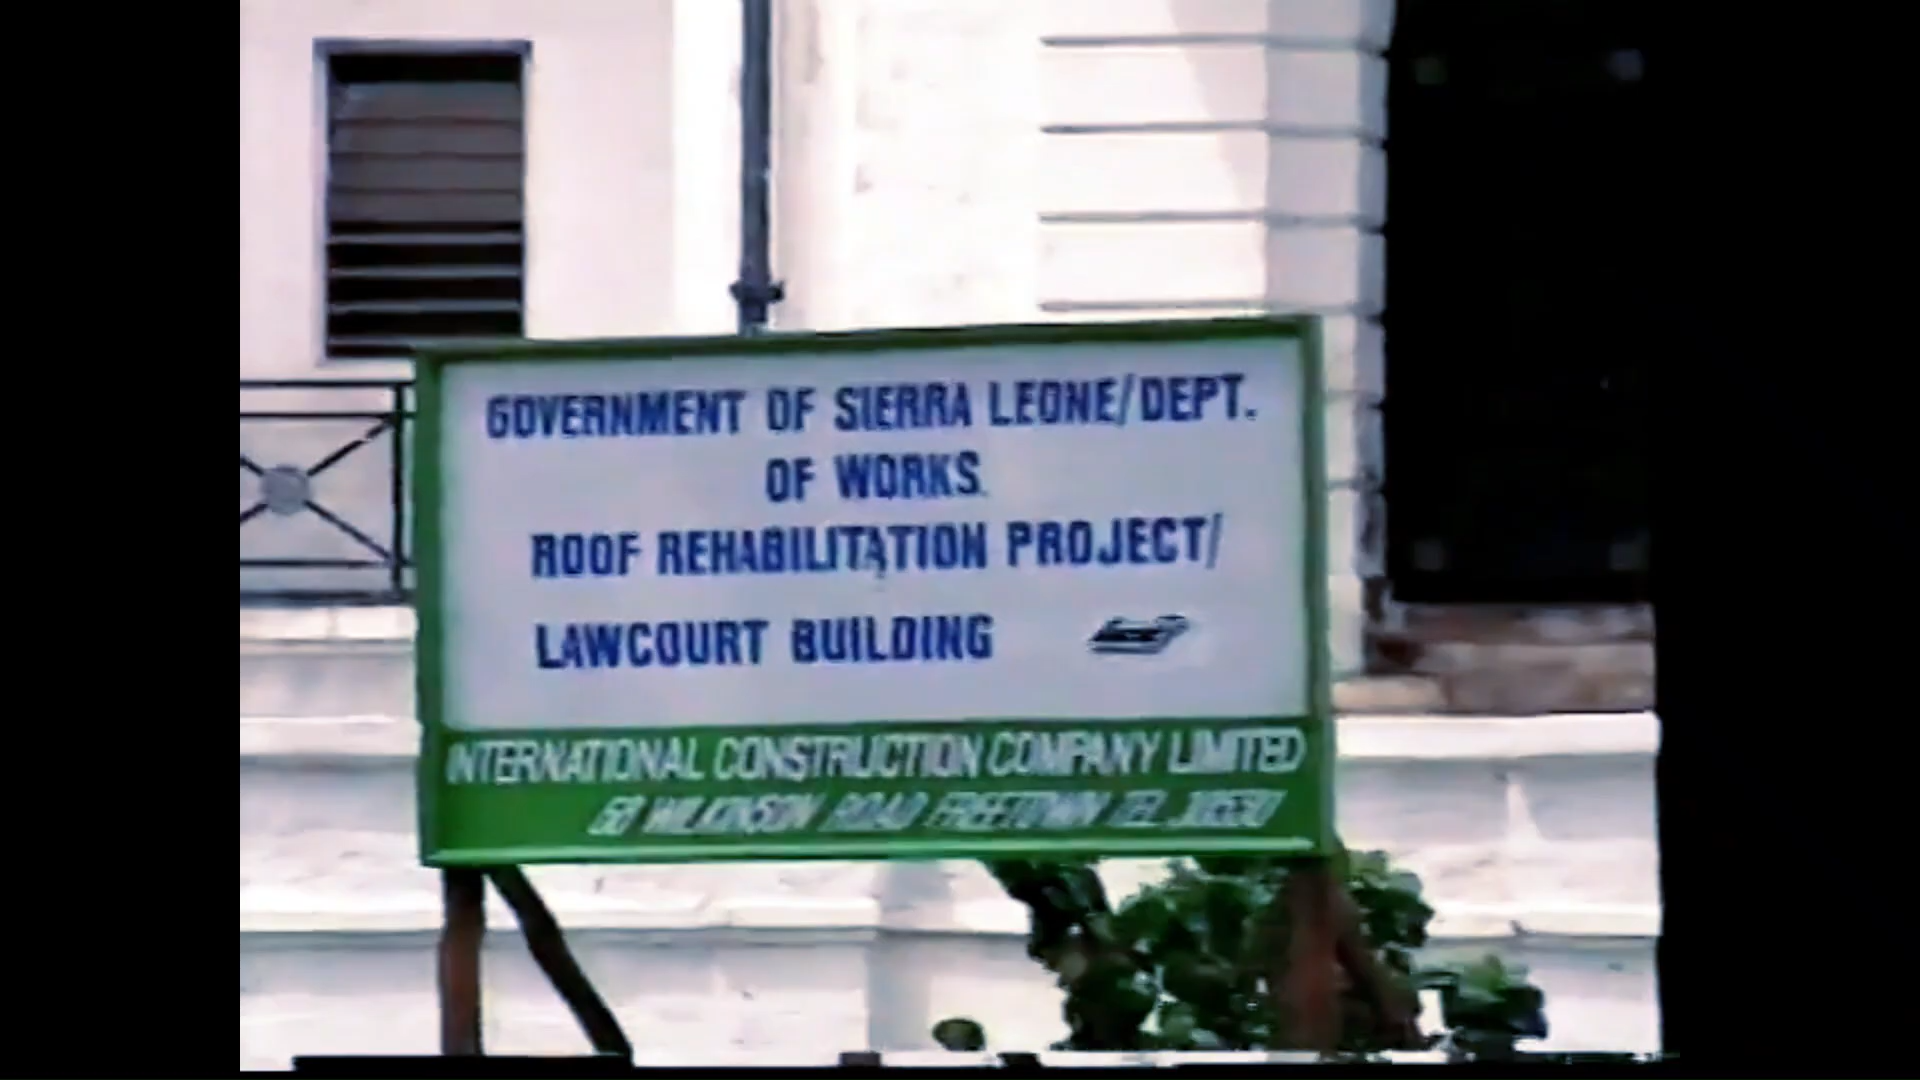 GOVERNMENT OF SIERRA LEONE/DEPT.
OF WORKS.
ROOF REHABILITATION PROJECT/
LAWCOURT BUILDING
INTERNATIONAL CONSTRUCTION COMPANY LIMITED
WILKINSON ROAD FREETOWN TEL